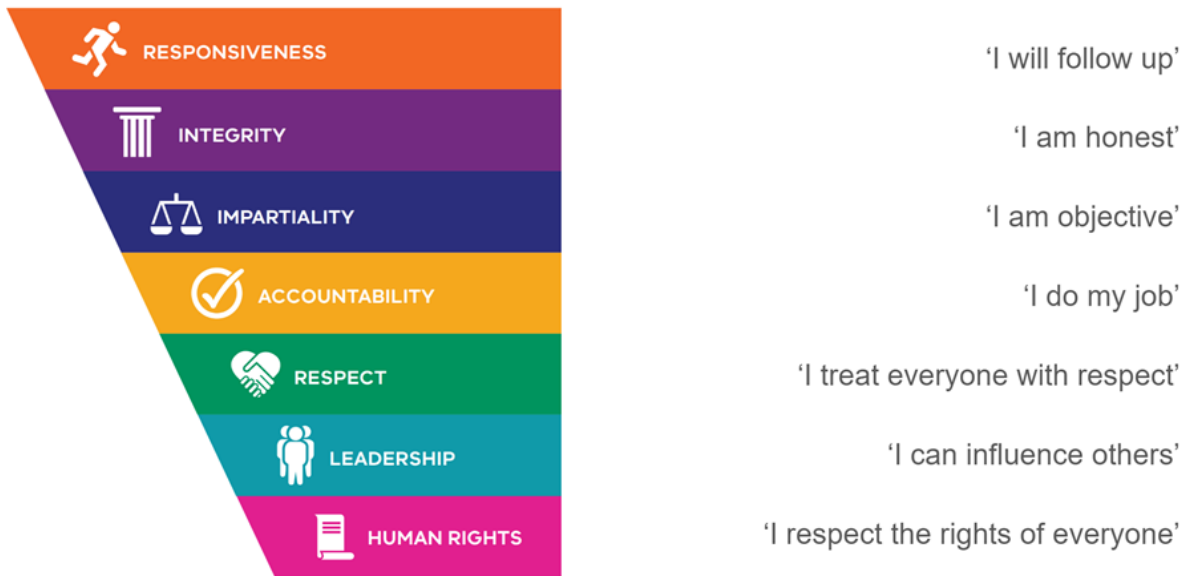 RESPONSIVENESS
‘I will follow up’
INTEGRITY
‘I am honest’
IMPARTIALITY
‘I am objective’
ACCOUNTABILITY
‘I do my job’
RESPECT
‘I treat everyone with respect’
LEADERSHIP
‘I can influence others’
HUMAN RIGHTS
‘I respect the rights of everyone’